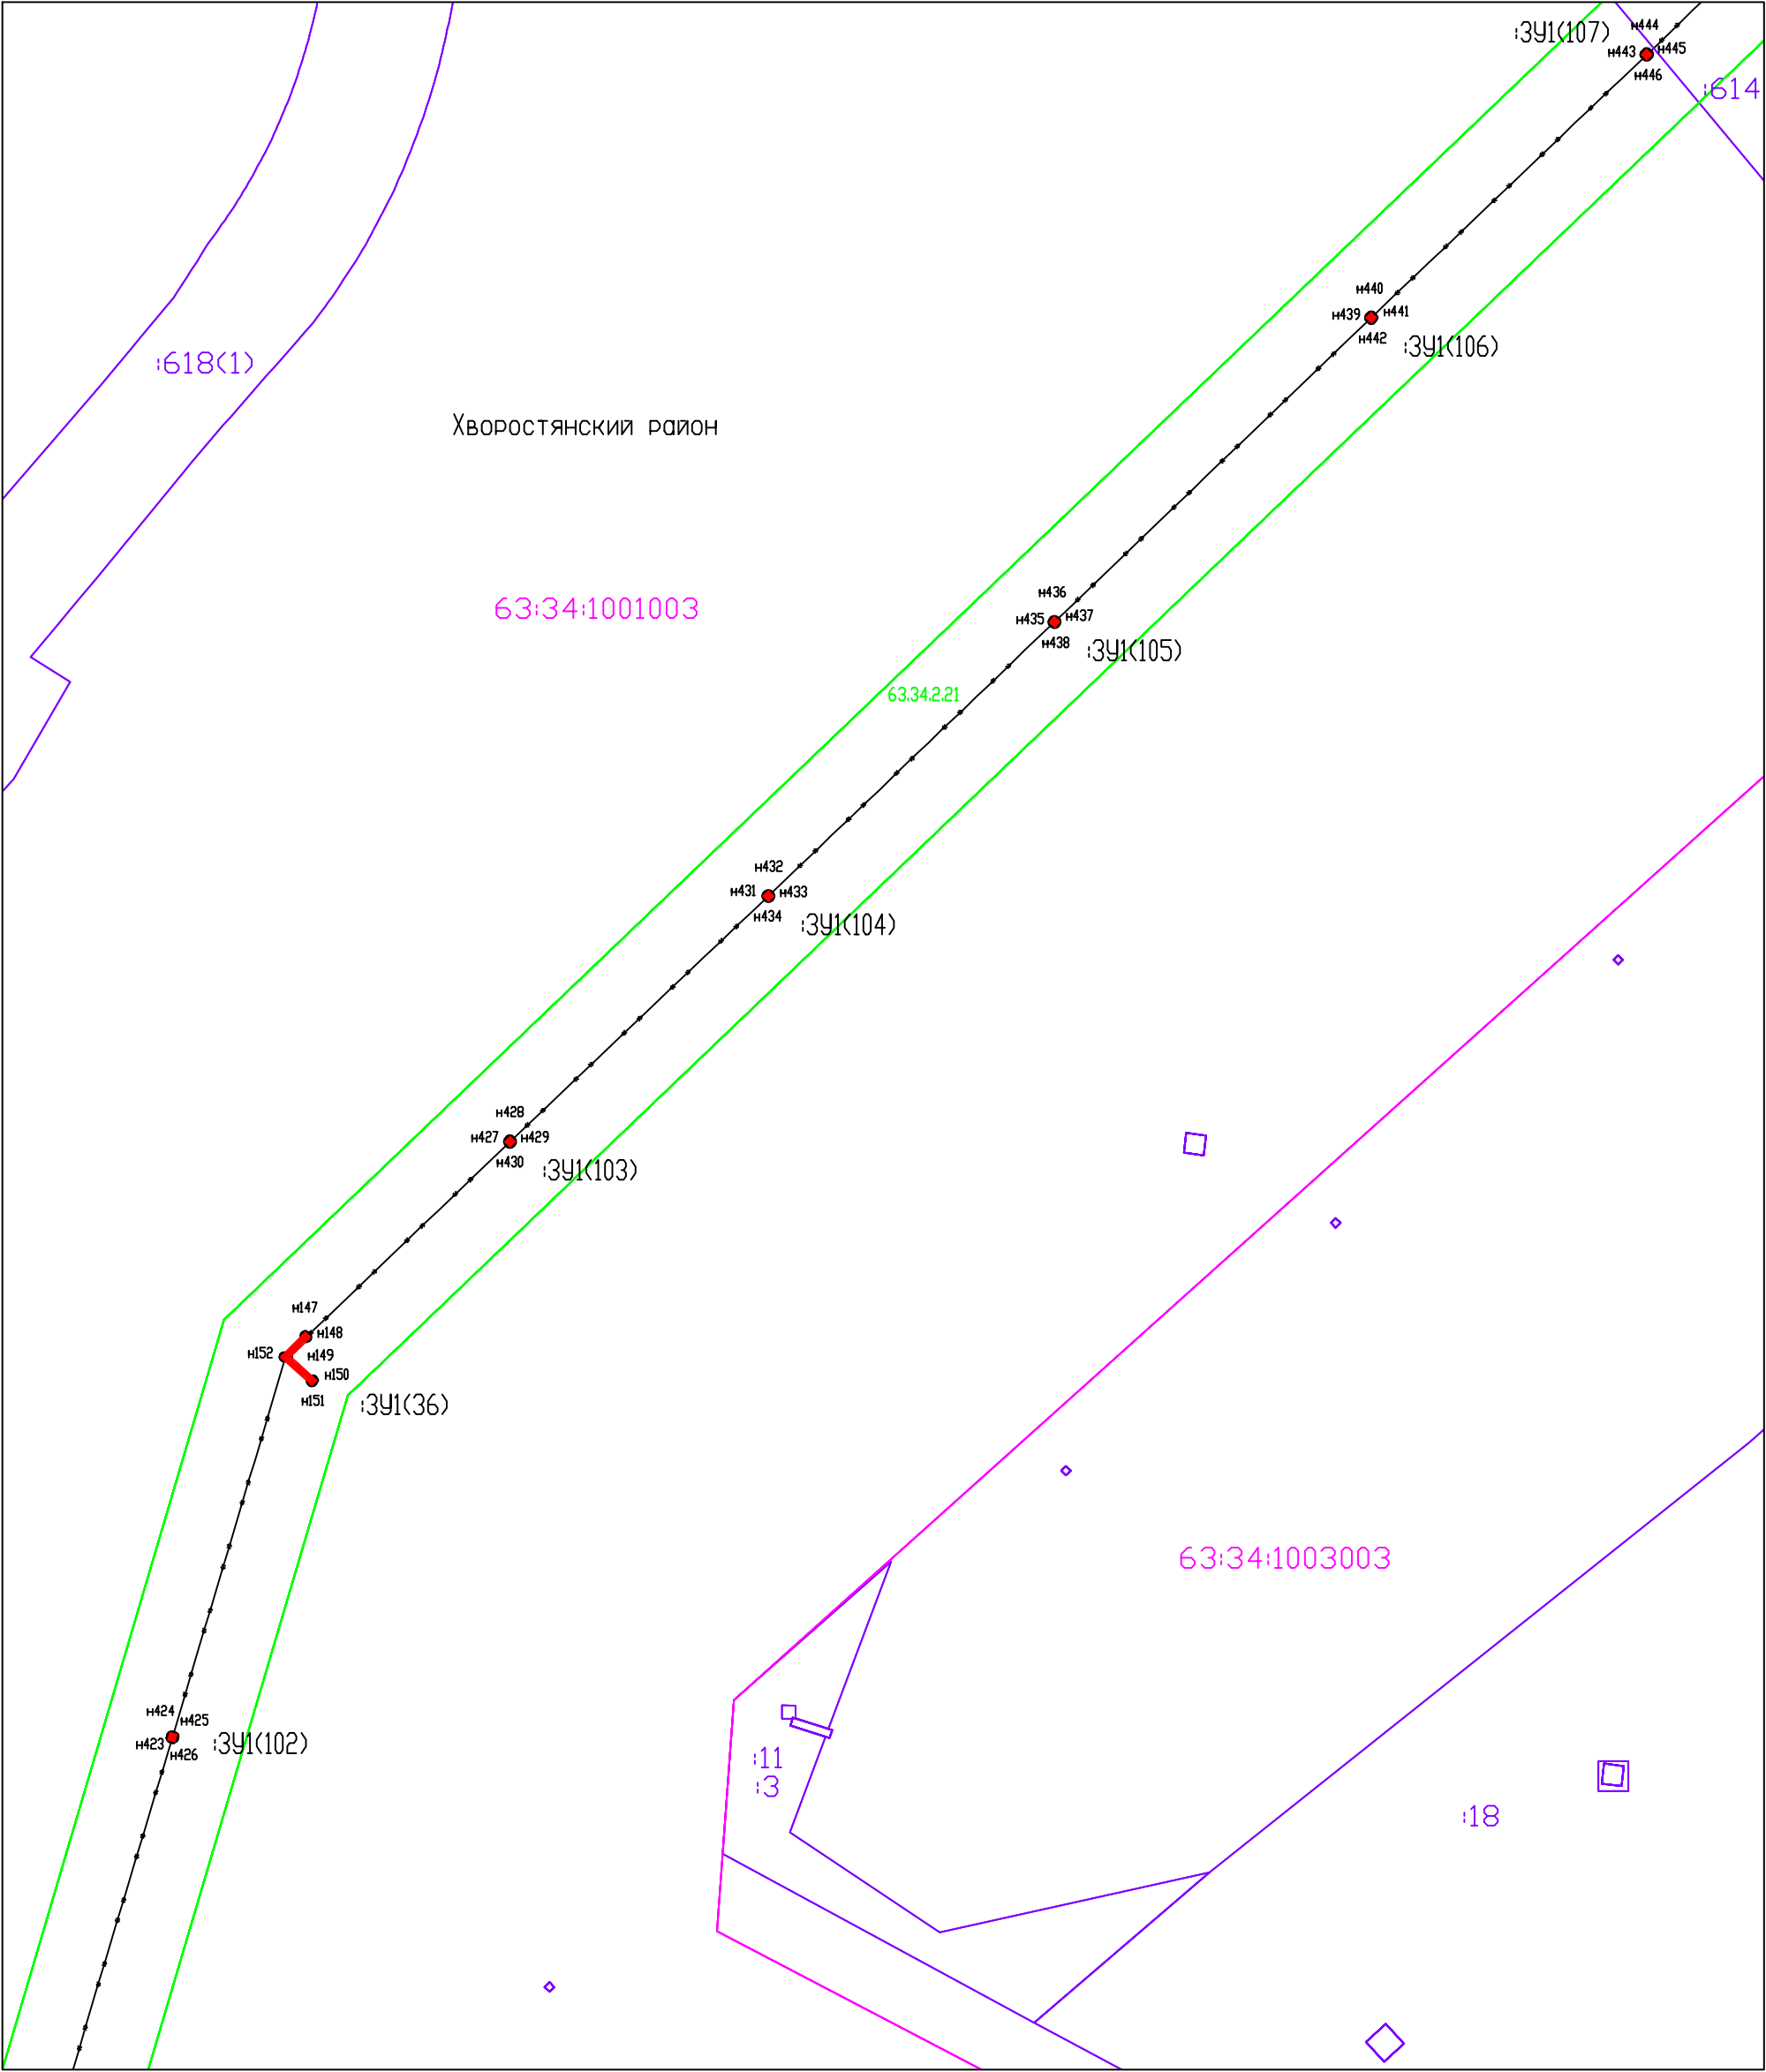 н444
:ЗУ1(107)
н443
н445
н446
:614
н440
н439
н441
н442
:ЗУ1(106)
:618(1)
Хворостянский район
63:34:1001003
н436
н435
н437
н438
:ЗУ1(105)
63.34.2.21
н432
н431
н433
н434
:ЗУ1(104)
н428
н427
н429
н430
:ЗУ1(103)
н147
н148
н152
н149
н150
н151
:ЗУ1(36)
63:34:1003003
н424
н425
н423
н426
:ЗУ1(102)
:11
:3
:18